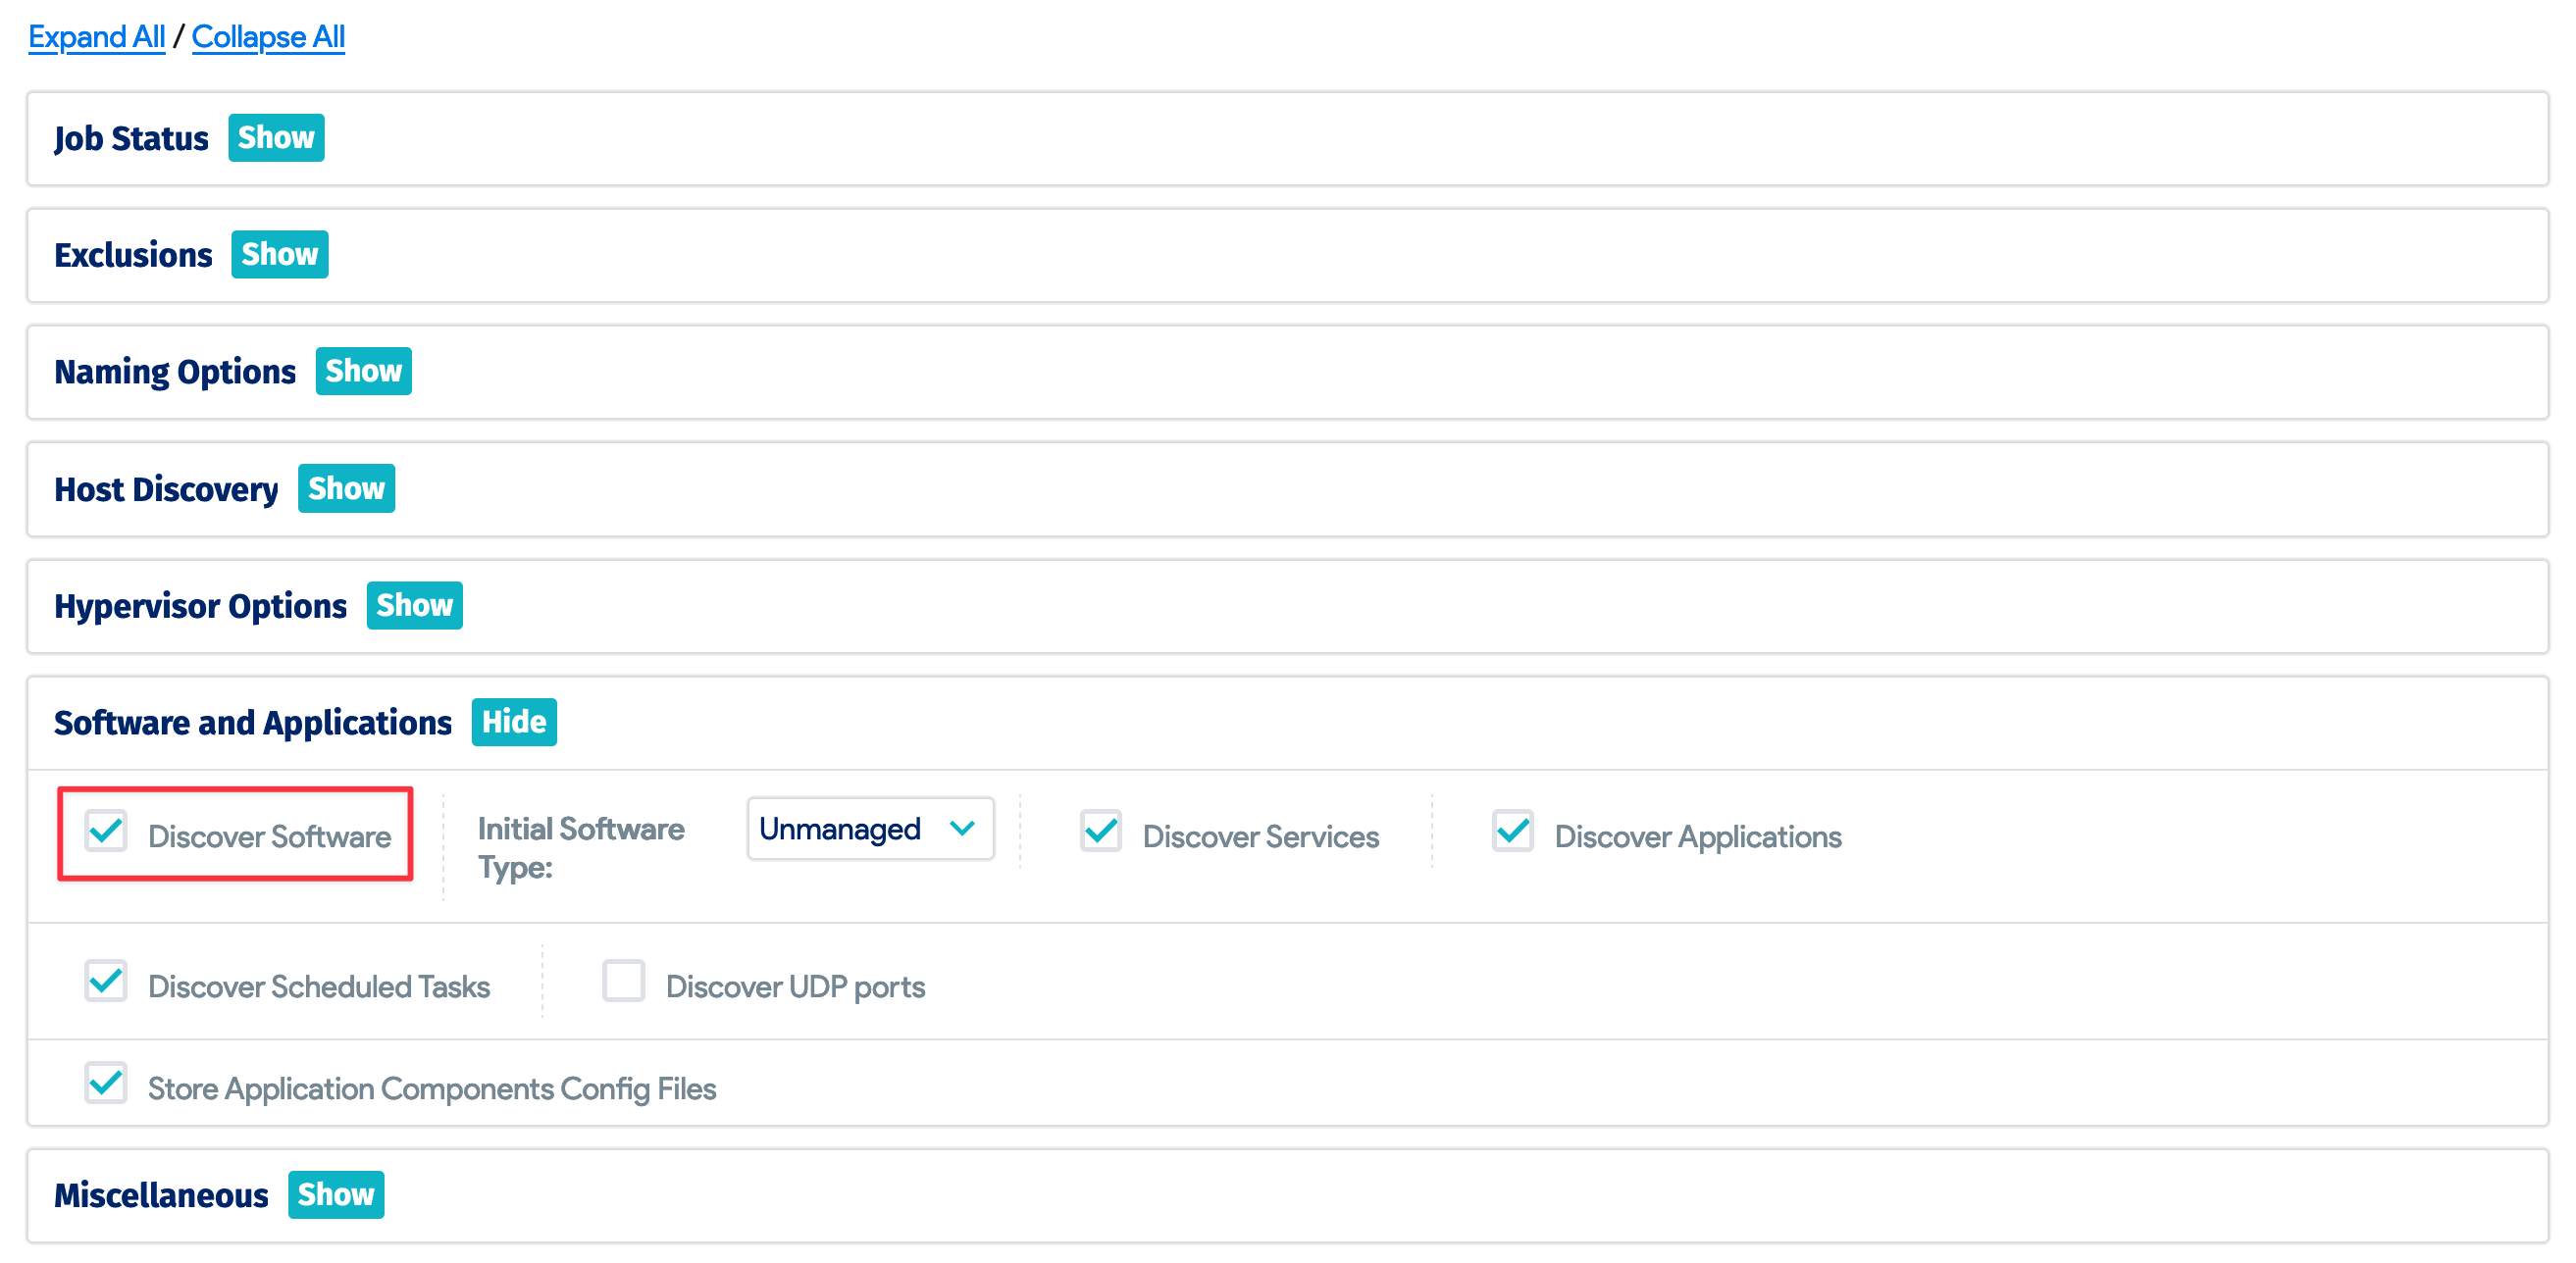 Expand All / Collapse All
Job Status Show
Exclusions Show
Naming Options Show
Host Discovery Show
Hypervisor Options Show
Software and Applications Hide
Discover Software Initial Software Type: Unmanaged Discover Services Discover Applications
Discover Scheduled Tasks Discover UDP ports
Store Application Components Config Files
Miscellaneous Show